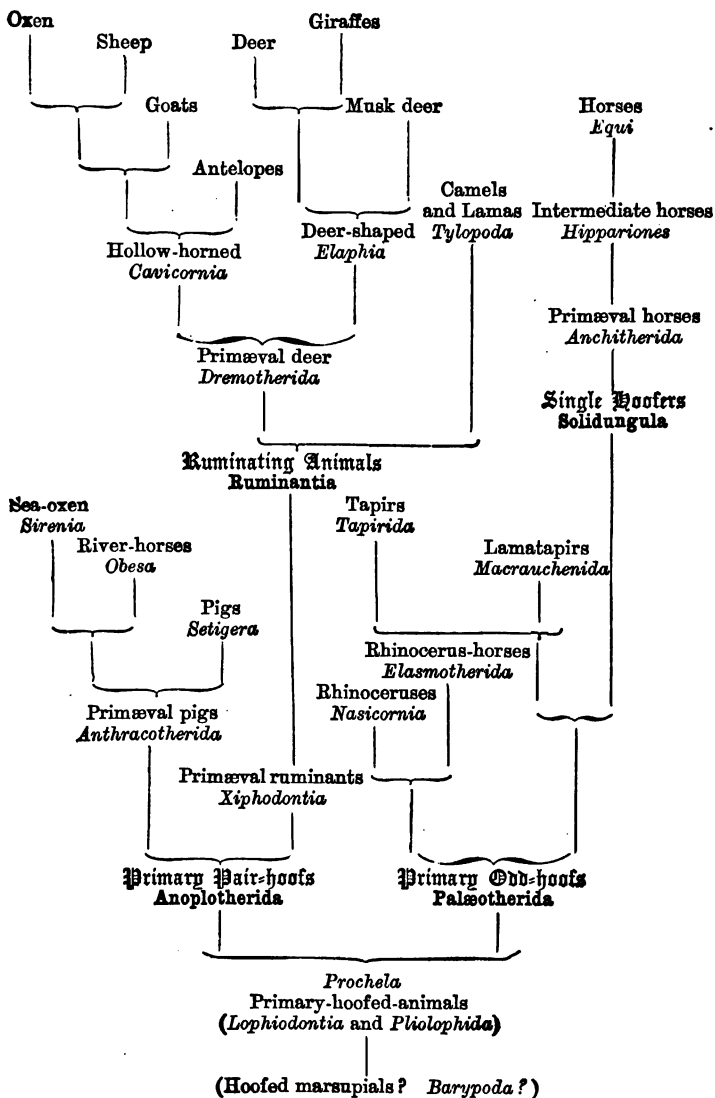 Oxen
Sheep
Deer
Giraffes
Goats
Musk deer
Horses
Equi
Antelopes
Camels
and Lamas
Tylopoda
Intermediate horses
Hippariones
Hollow-horned
Cavicornia
Deer-shaped
Elaphia
Primæval horses
Anchitherida
Primæval deer
Dremotherida
Single Hoofers
Solidungula
Ruminating Animals
Ruminantia
Sea-oxen
Sirenia
River-horses
Obesa
Tapirs
Tapirida
Lamatapirs
Macrauchenida
Pigs
Setigera
Rhinocerus-horses
Elasmotherida
Rhinoceruses
Nasicornia
Primæval pigs
Anthracotherida
Primæval ruminants
Xiphodontia
Primary Pair-hoofs
Anoplotherida
Primary Odd-hoofs
Palæotherida
Prochela
Primary-hoofed-animals
(Lophiodontia and Pliolophida)
(Hoofed marsupials? Barypoda?)